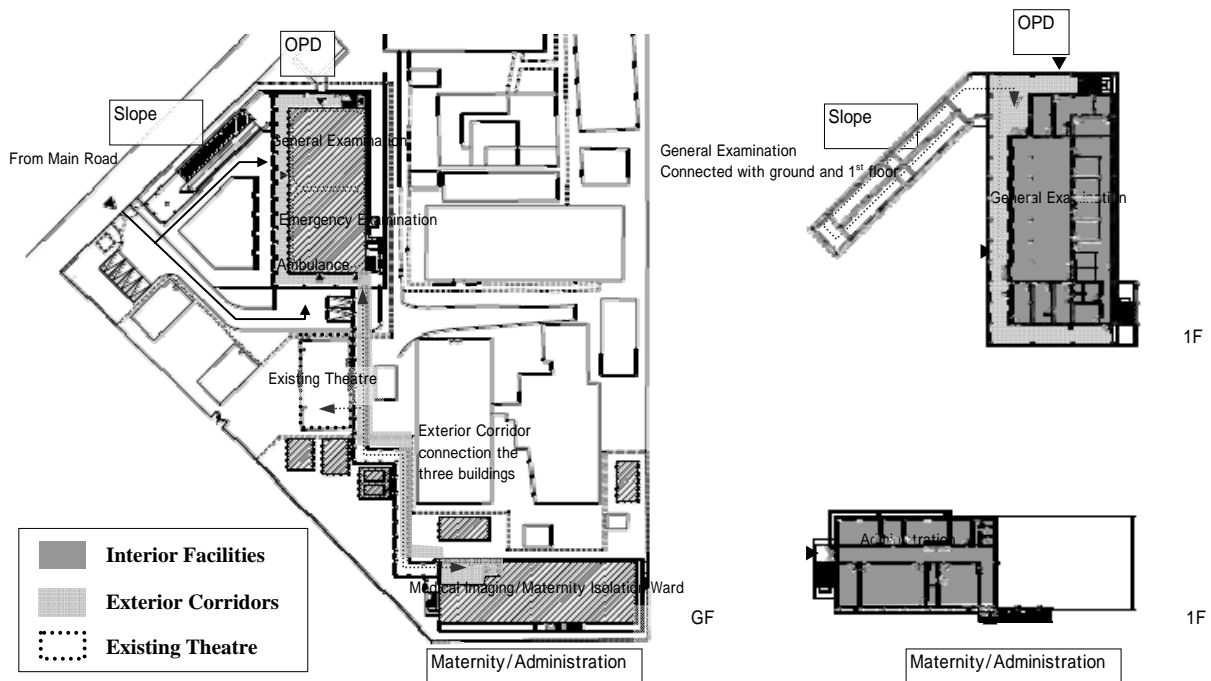 OPD
Slope
From Main Road
General Examination
Emergency Examination
Ambulance
Existing Theatre
Exterior Corridor
connection the
three buildings
Medical Imaging/Maternity Isolation Ward
GF
Maternity/Administration
Interior Facilities
Exterior Corridors
Existing Theatre
OPD
Slope
General Examination
Connected with ground and 1st floor
General Examination
1F
Administration
1F
Maternity/Administration